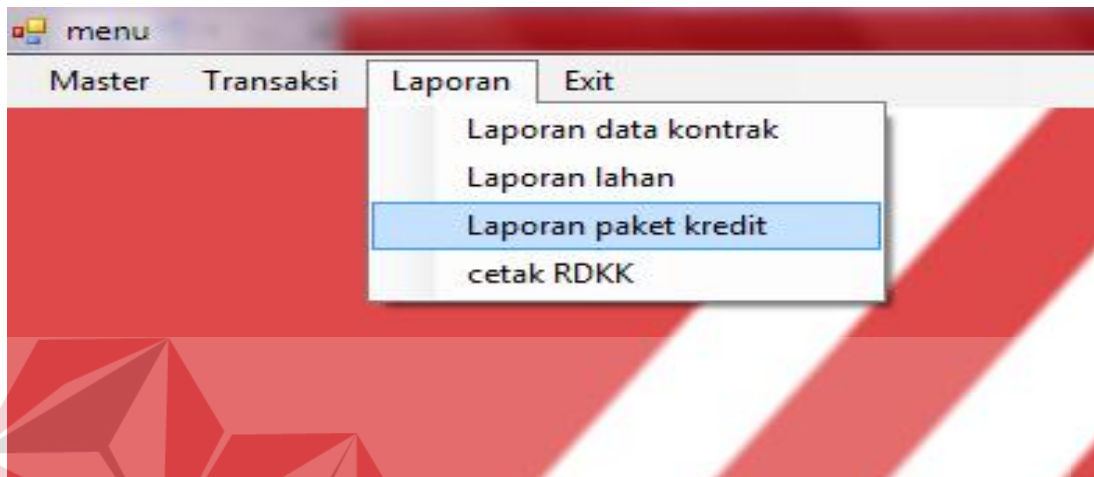 menu
Master Transaksi Laporan Exit
Laporan data kontrak
Laporan lahan
Laporan paket kredit
cetak RDKK